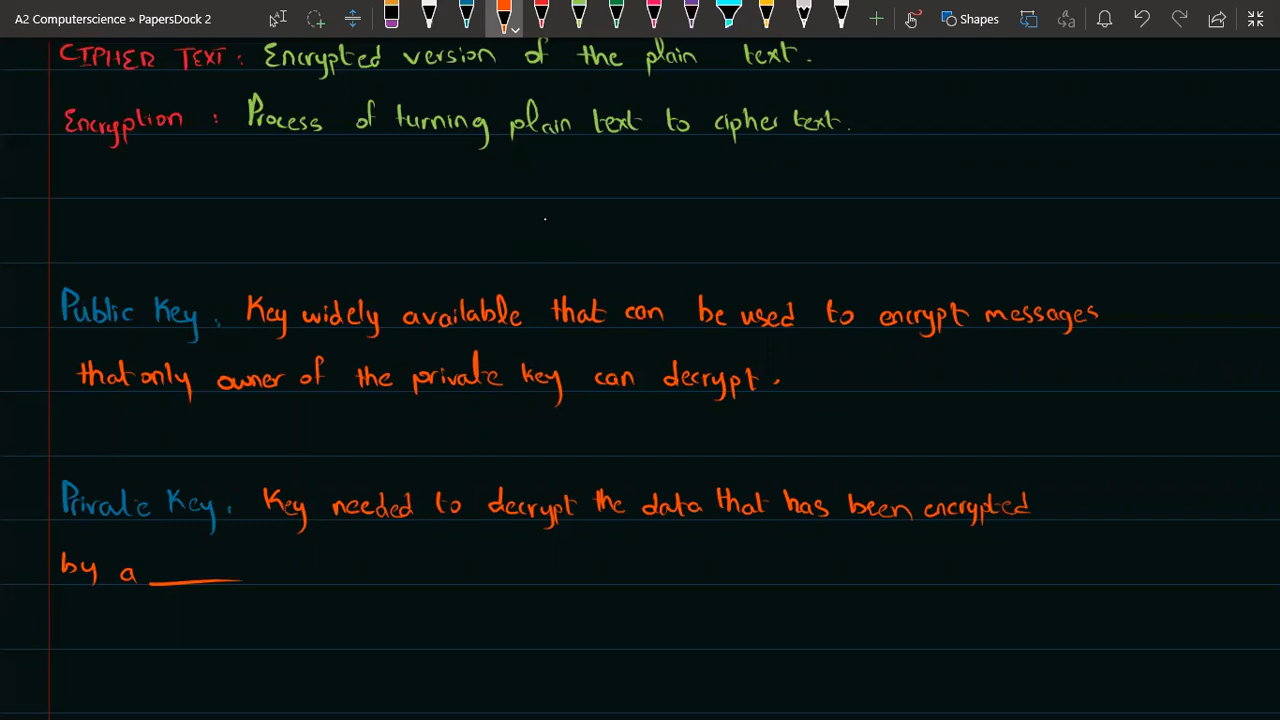 A2 Computerscience » PapersDock 2
Shapes
CIPHER TEXT: Encrypted version of the plain text.
Encryption : Process of turning plain text to cipher text.
Public Key. Key widely available that can be used to encrypt messages
that only owner of the private key can decrypt.
Private Key. Key needed to decrypt the data that has been encrypted
by a ______